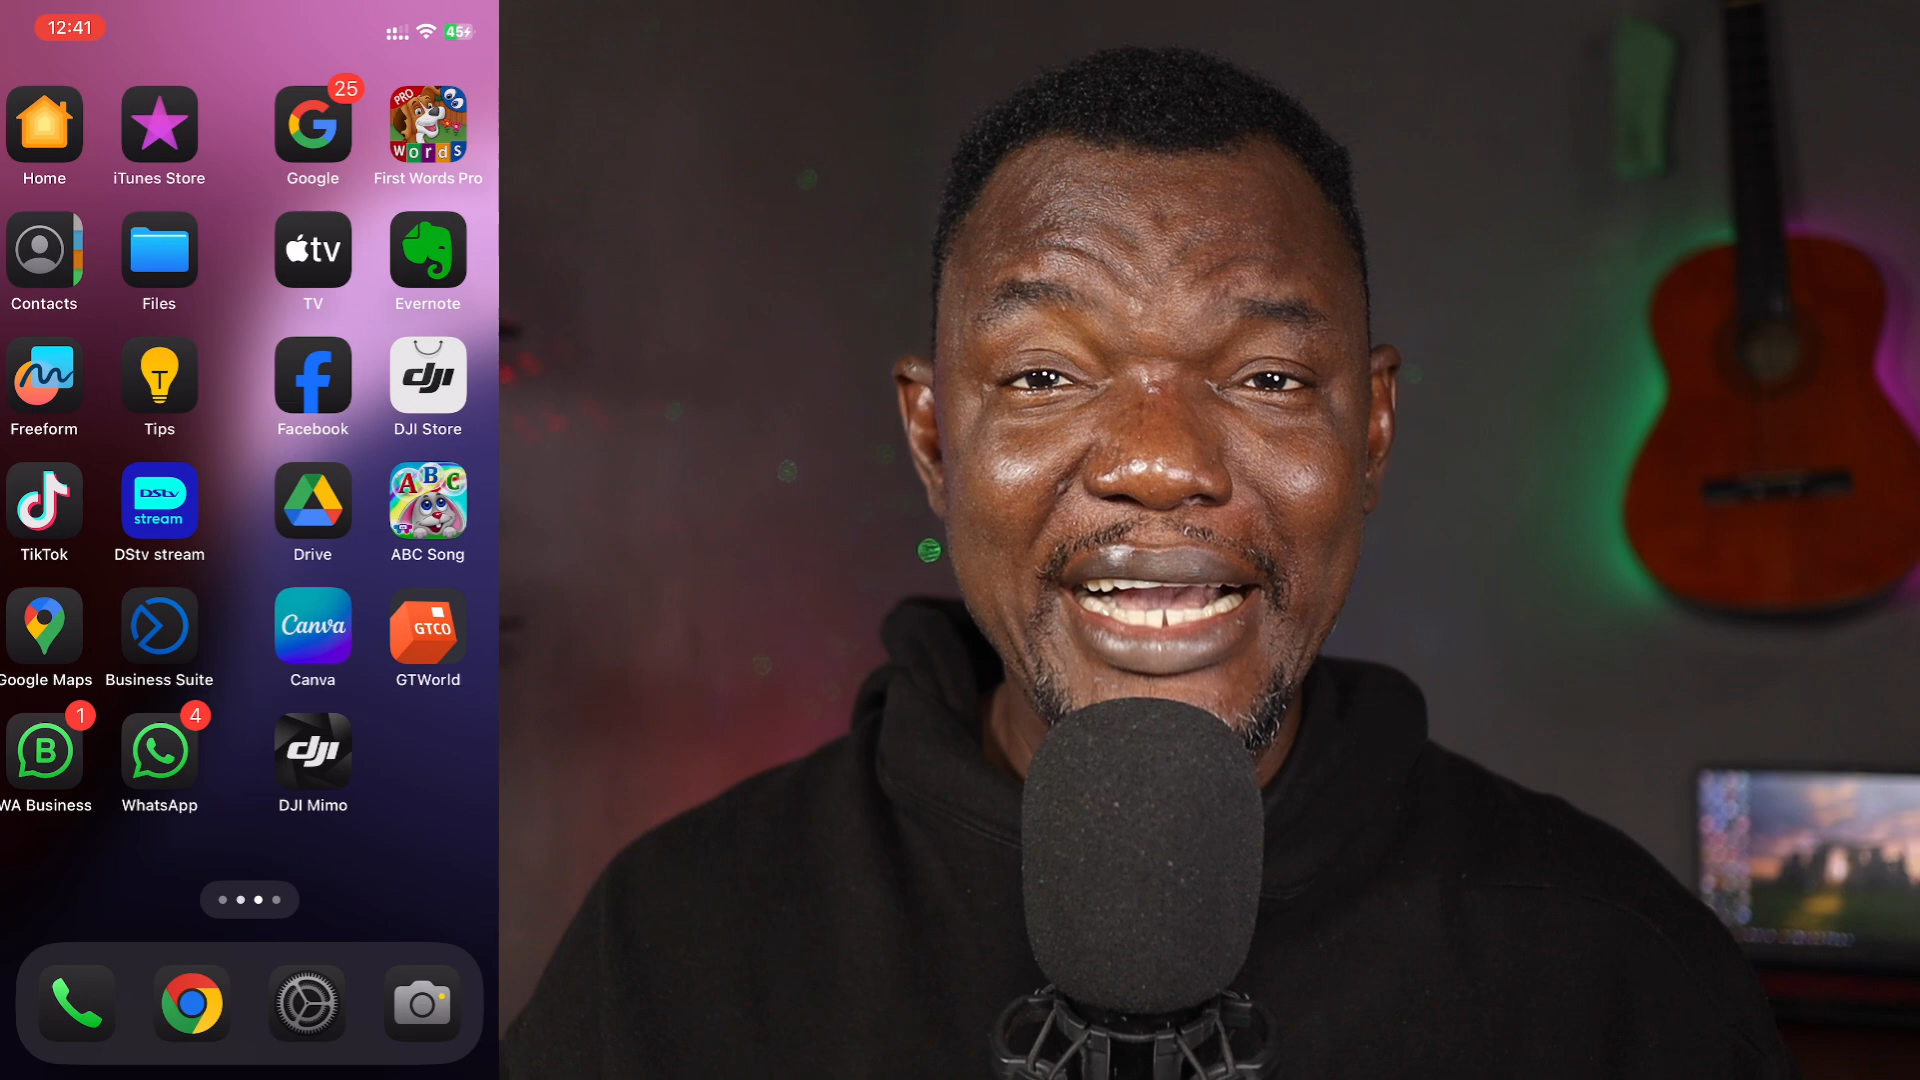 12:41
45
25
PRO
Words
Home
iTunes Store
Google
First Words Pro
tv
Contacts
Files
TV
Evernote
T
dji
Freeform
Tips
Facebook
DJI Store
DStv
stream
A B C
TikTok
DStv stream
Drive
ABC Song
Canva
GTCO
Google Maps
Business Suite
Canva
GTWorld
1
4
B
dji
WA Business
WhatsApp
DJI Mimo